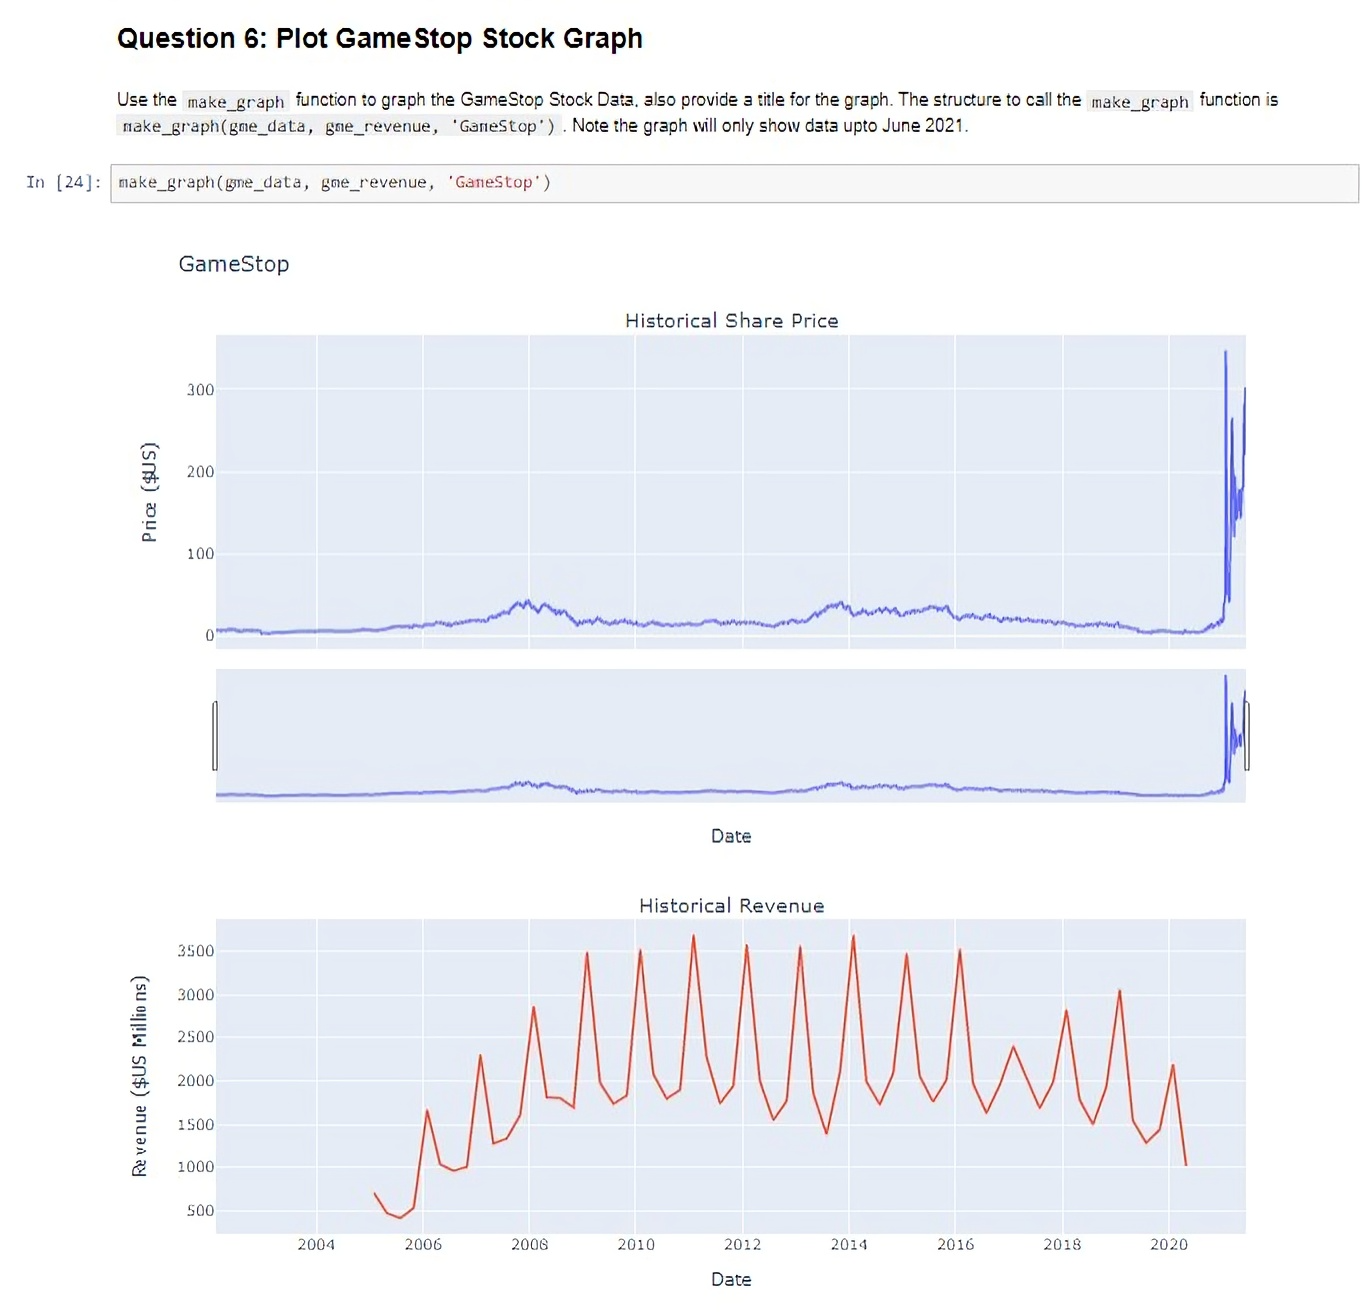 Question 6: Plot GameStop Stock Graph
Use the make_graph function to graph the GameStop Stock Data, also provide a title for the graph. The structure to call the make_graph function is
make_graph(gme_data, gme_revenue, 'GameStop') . Note the graph will only show data upto June 2021.
In [24]: make_graph(gme_data, gme_revenue, 'GameStop')
GameStop
Historical Share Price
Price ($US)
300
200
100
0
Date
Historical Revenue
Revenue ($US Millions)
3500
3000
2500
2000
1500
1000
500
2004 2006 2008 2010 2012 2014 2016 2018 2020
Date